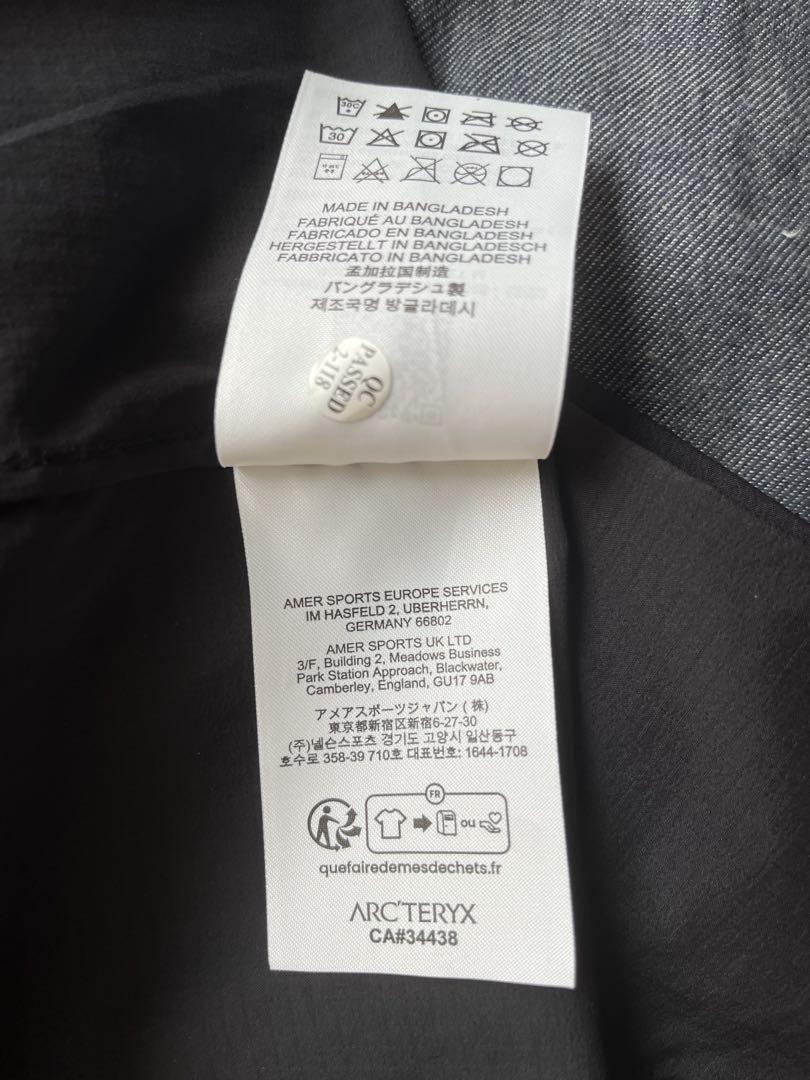 30C
30
MADE IN BANGLADESH
FABRIQUÉ AU BANGLADESH
FABRICADO EN BANGLADESH
HERGESTELLT IN BANGLADESCH
FABBRICATO IN BANGLADESH
孟加拉国制造
バングラデシュ製
제조국명 방글라데시
QC
PASSED
2-118
AMER SPORTS EUROPE SERVICES
IM HASFELD 2, UBERHERRN,
GERMANY 66802
AMER SPORTS UK LTD
3/F, Building 2, Meadows Business
Park Station Approach, Blackwater,
Camberley, England, GU17 9AB
アメアスポーツジャパン (株)
東京都新宿区新宿6-27-30
(주)넬슨스포츠 경기도 고양시 일산동구
호수로 358-39 710호 대표번호: 1644-1708
FR
ou
quefairedemesdechets.fr
ARC'TERYX
CA#34438